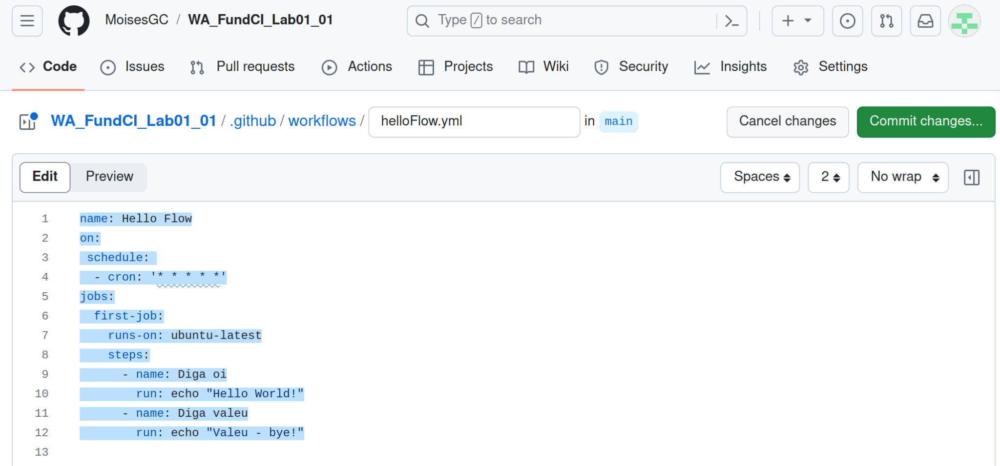 MoisesGC / WA_FundCI_Lab01_01 Type / to search
Code Issues Pull requests Actions Projects Wiki Security Insights Settings
WA_FundCI_Lab01_01 / .github / workflows / helloFlow.yml in main Cancel changes Commit changes...
Edit Preview Spaces 2 No wrap
1 name: Hello Flow
2 on:
3  schedule:
4   - cron: '* * * * *'
5 jobs:
6   first-job:
7     runs-on: ubuntu-latest
8     steps:
9       - name: Diga oi
10         run: echo "Hello World!"
11       - name: Diga valeu
12         run: echo "Valeu - bye!"
13